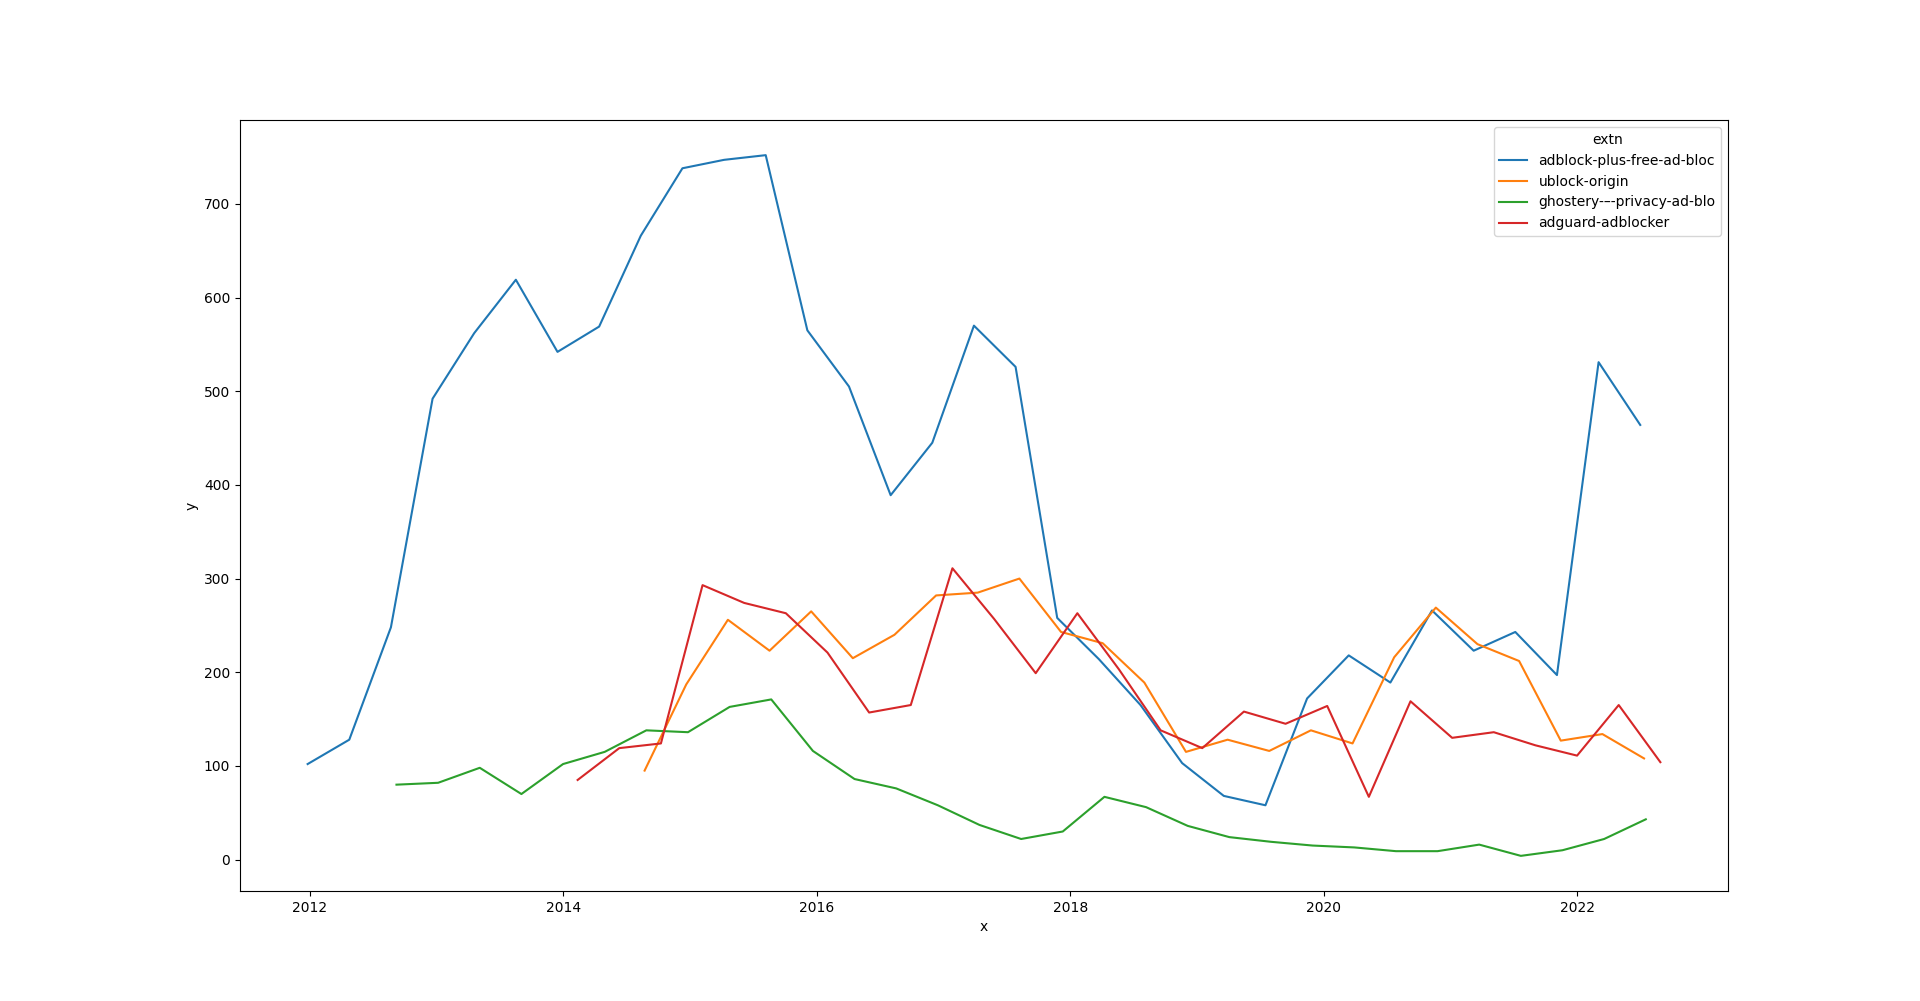 extn
adblock-plus-free-ad-bloc
ublock-origin
ghostery-–-privacy-ad-blo
adguard-adblocker
700
600
500
400
300
200
100
0
y
2012 2014 2016 2018 2020 2022
x